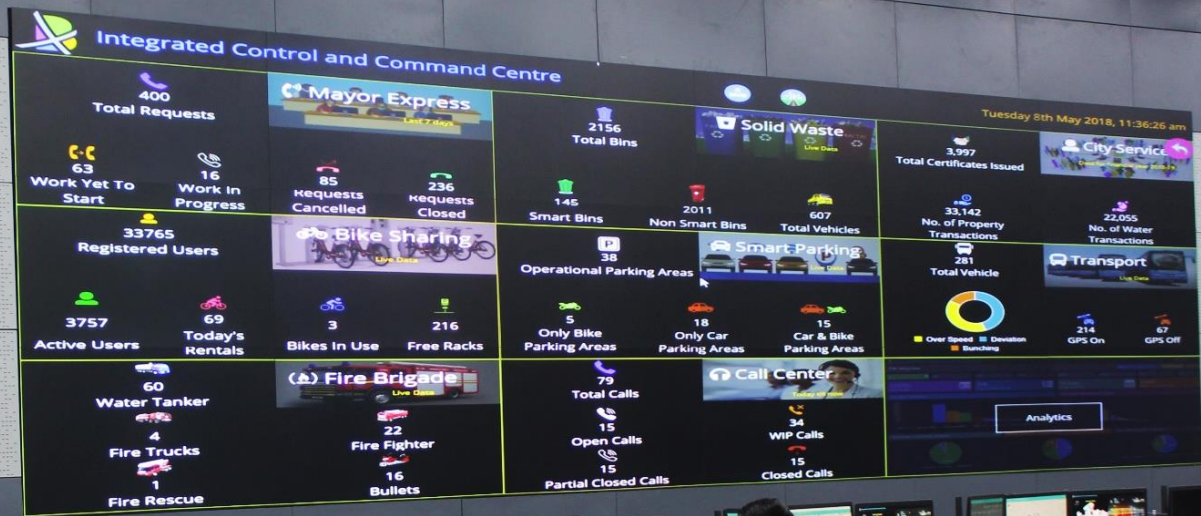 Integrated Control and Command Centre
Tuesday 8th May 2018, 11:36:26 am
400
Total Requests
Mayor Express
Last 7 days
63
Work Yet To
Start
16
Work In
Progress
85
Requests
Cancelled
236
Requests
Closed
2156
Total Bins
Solid Waste
Live Data
145
Smart Bins
2011
Non Smart Bins
607
Total Vehicles
3,997
Total Certificates Issued
City Service
33,142
No. of Property
Transactions
22,055
No. of Water
Transactions
33765
Registered Users
Bike Sharing
Live Data
3757
Active Users
69
Today's
Rentals
3
Bikes In Use
216
Free Racks
P
38
Operational Parking Areas
Smart Parking
Live Data
5
Only Bike
Parking Areas
18
Only Car
Parking Areas
15
Car & Bike
Parking Areas
281
Total Vehicle
Transport
Live Data
Over Speed
Deviation
Bunching
214
GPS On
67
GPS Off
60
Water Tanker
Fire Brigade
Live Data
4
Fire Trucks
22
Fire Fighter
1
Fire Rescue
16
Bullets
79
Total Calls
Call Center
Today till now
15
Open Calls
34
WIP Calls
15
Partial Closed Calls
15
Closed Calls
Analytics